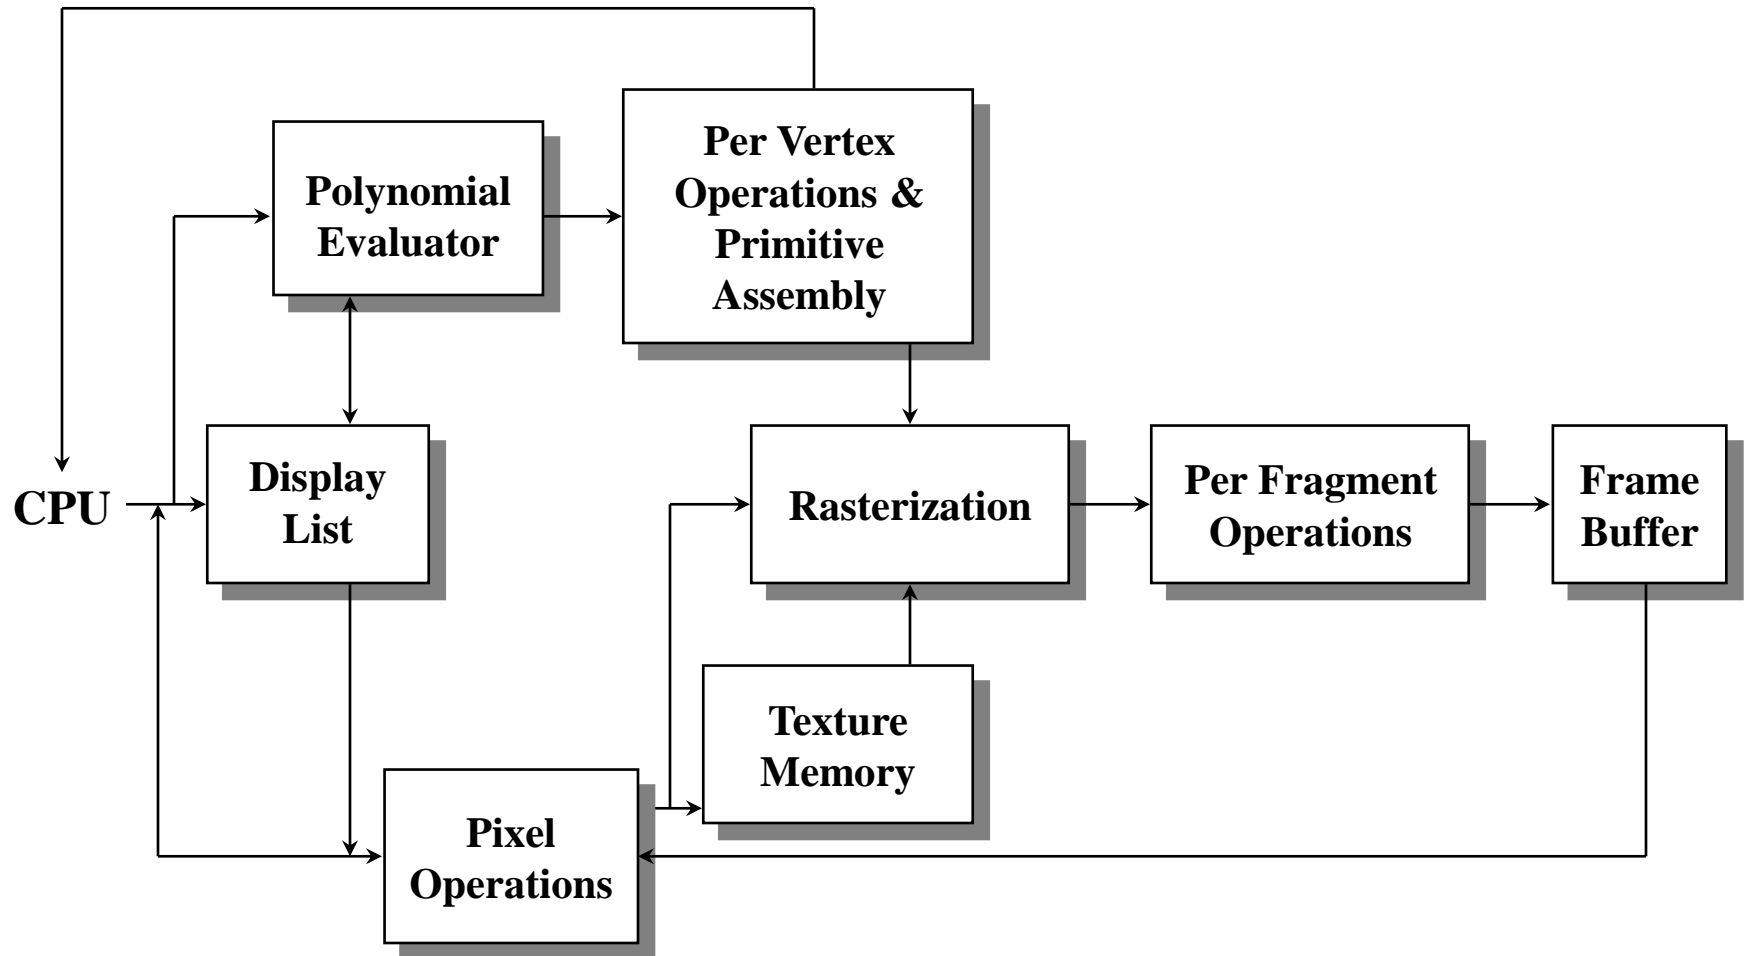 Per Vertex
Operations &
Primitive
Assembly
Polynomial
Evaluator
CPU
Display
List
Rasterization
Per Fragment
Operations
Frame
Buffer
Texture
Memory
Pixel
Operations